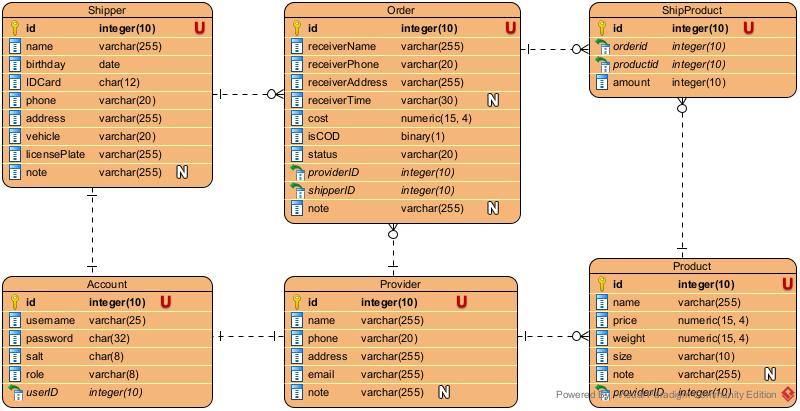 Shipper
id integer(10) U
name varchar(255)
birthday date
IDCard char(12)
phone varchar(20)
address varchar(255)
vehicle varchar(20)
licensePlate varchar(255)
note varchar(255) N
Order
id integer(10) U
receiverName varchar(255)
receiverPhone varchar(20)
receiverAddress varchar(255)
receiverTime varchar(30) N
cost numeric(15, 4)
isCOD binary(1)
status varchar(20)
providerID integer(10)
shipperID integer(10)
note varchar(255) N
ShipProduct
id integer(10) U
orderid integer(10)
productid integer(10)
amount integer(10)
Account
id integer(10) U
username varchar(25)
password char(32)
salt char(8)
role varchar(8)
userID integer(10)
Provider
id integer(10) U
name varchar(255)
phone varchar(20)
address varchar(255)
email varchar(255)
note varchar(255) N
Product
id integer(10) U
name varchar(255)
price numeric(15, 4)
weight numeric(15, 4)
size varchar(10)
note varchar(255) N
providerID integer(10)
Powered By Visual Paradigm Community Edition